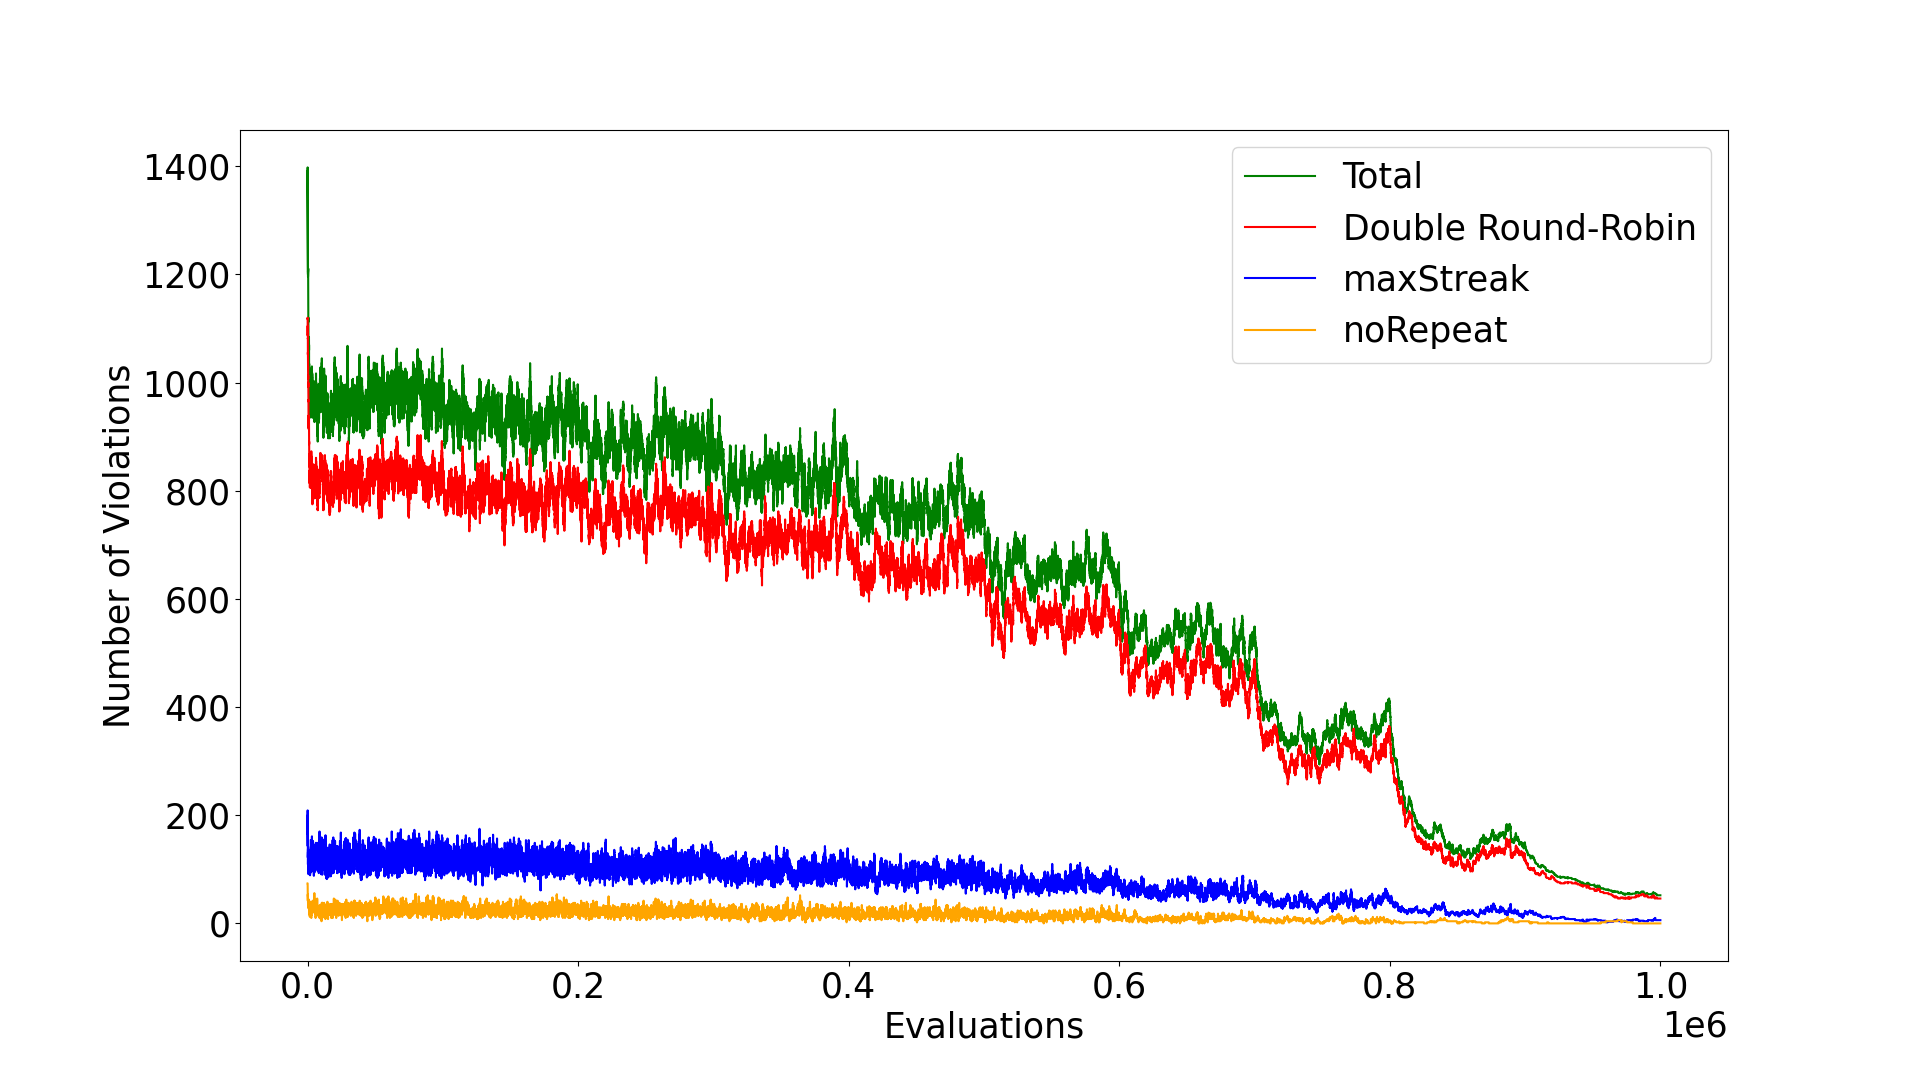 Total
Double Round-Robin
maxStreak
noRepeat
Number of Violations
1400
1200
1000
800
600
400
200
0
0.0 0.2 0.4 0.6 0.8 1.0
Evaluations
1e6